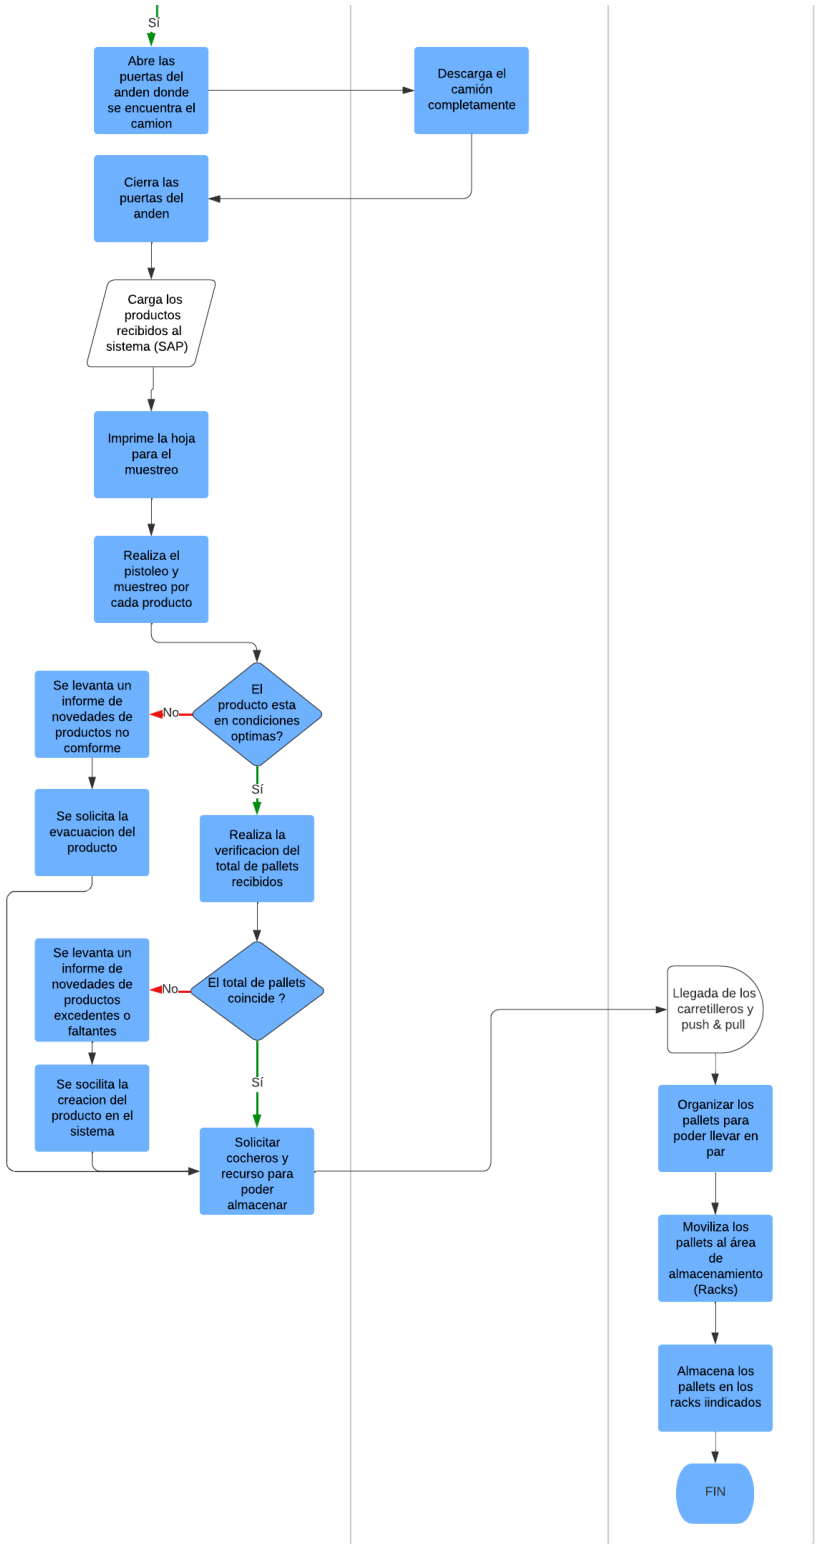 Sí
Abre las
puertas del
anden donde
se encuentra el
camion
Descarga el
camión
completamente
Cierra las
puertas del
anden
Carga los
productos
recibidos al
sistema (SAP)
Imprime la hoja
para el
muestreo
Realiza el
pistoleo y
muestreo por
cada producto
El
producto esta
en condiciones
optimas?
No
Se levanta un
informe de
novedades de
productos no
comforme
Sí
Se solicita la
evacuacion del
producto
Realiza la
verificacion del
total de pallets
recibidos
El total de pallets
coincide ?
No
Se levanta un
informe de
novedades de
productos
excedentes o
faltantes
Sí
Se socilita la
creacion del
producto en el
sistema
Solicitar
cocheros y
recurso para
poder
almacenar
Llegada de los
carretilleros y
push & pull
Organizar los
pallets para
poder llevar en
par
Moviliza los
pallets al área
de
almacenamiento
(Racks)
Almacena los
pallets en los
racks iindicados
FIN